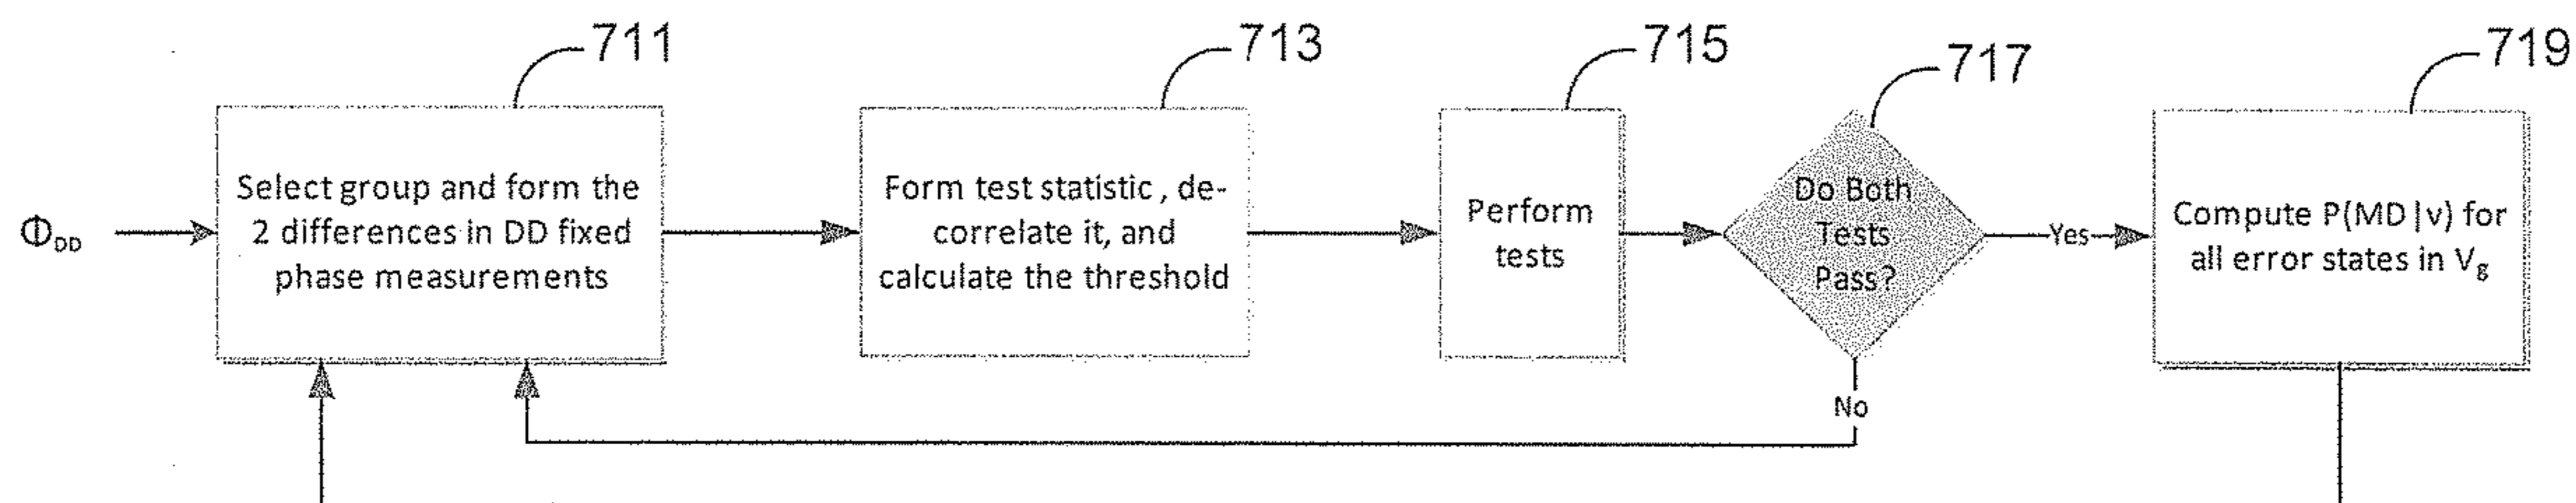 711
713
715
717
719
Φ_DD
Select group and form the
2 differences in DD fixed
phase measurements
Form test statistic , de-
correlate it, and
calculate the threshold
Perform
tests
Do Both
Tests
Pass?
Yes
No
Compute P(MD|v) for
all error states in V_g